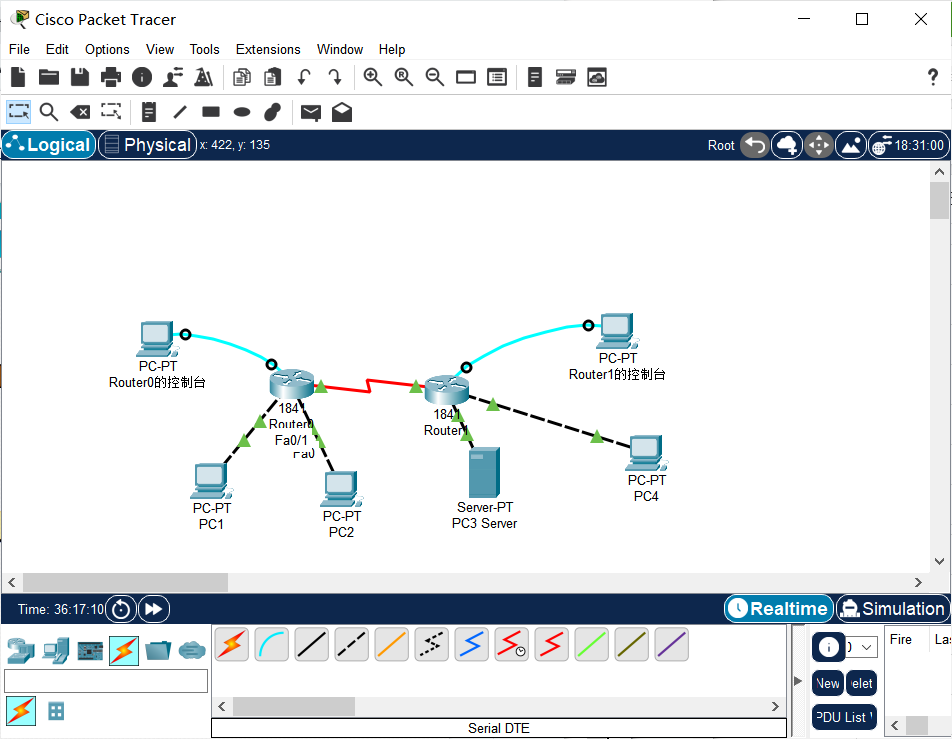 Cisco Packet Tracer
File Edit Options View Tools Extensions Window Help
Logical Physical x: 422, y: 135 Root 18:31:00
PC-PT
Router0的控制台
PC-PT
Router1的控制台
1841
Router0
Fa0/1
Fa0
1841
Router1
PC-PT
PC1
PC-PT
PC2
Server-PT
PC3 Server
PC-PT
PC4
Time: 36:17:10 Realtime Simulation
Fire Las
0
New elet
PDU List
Serial DTE